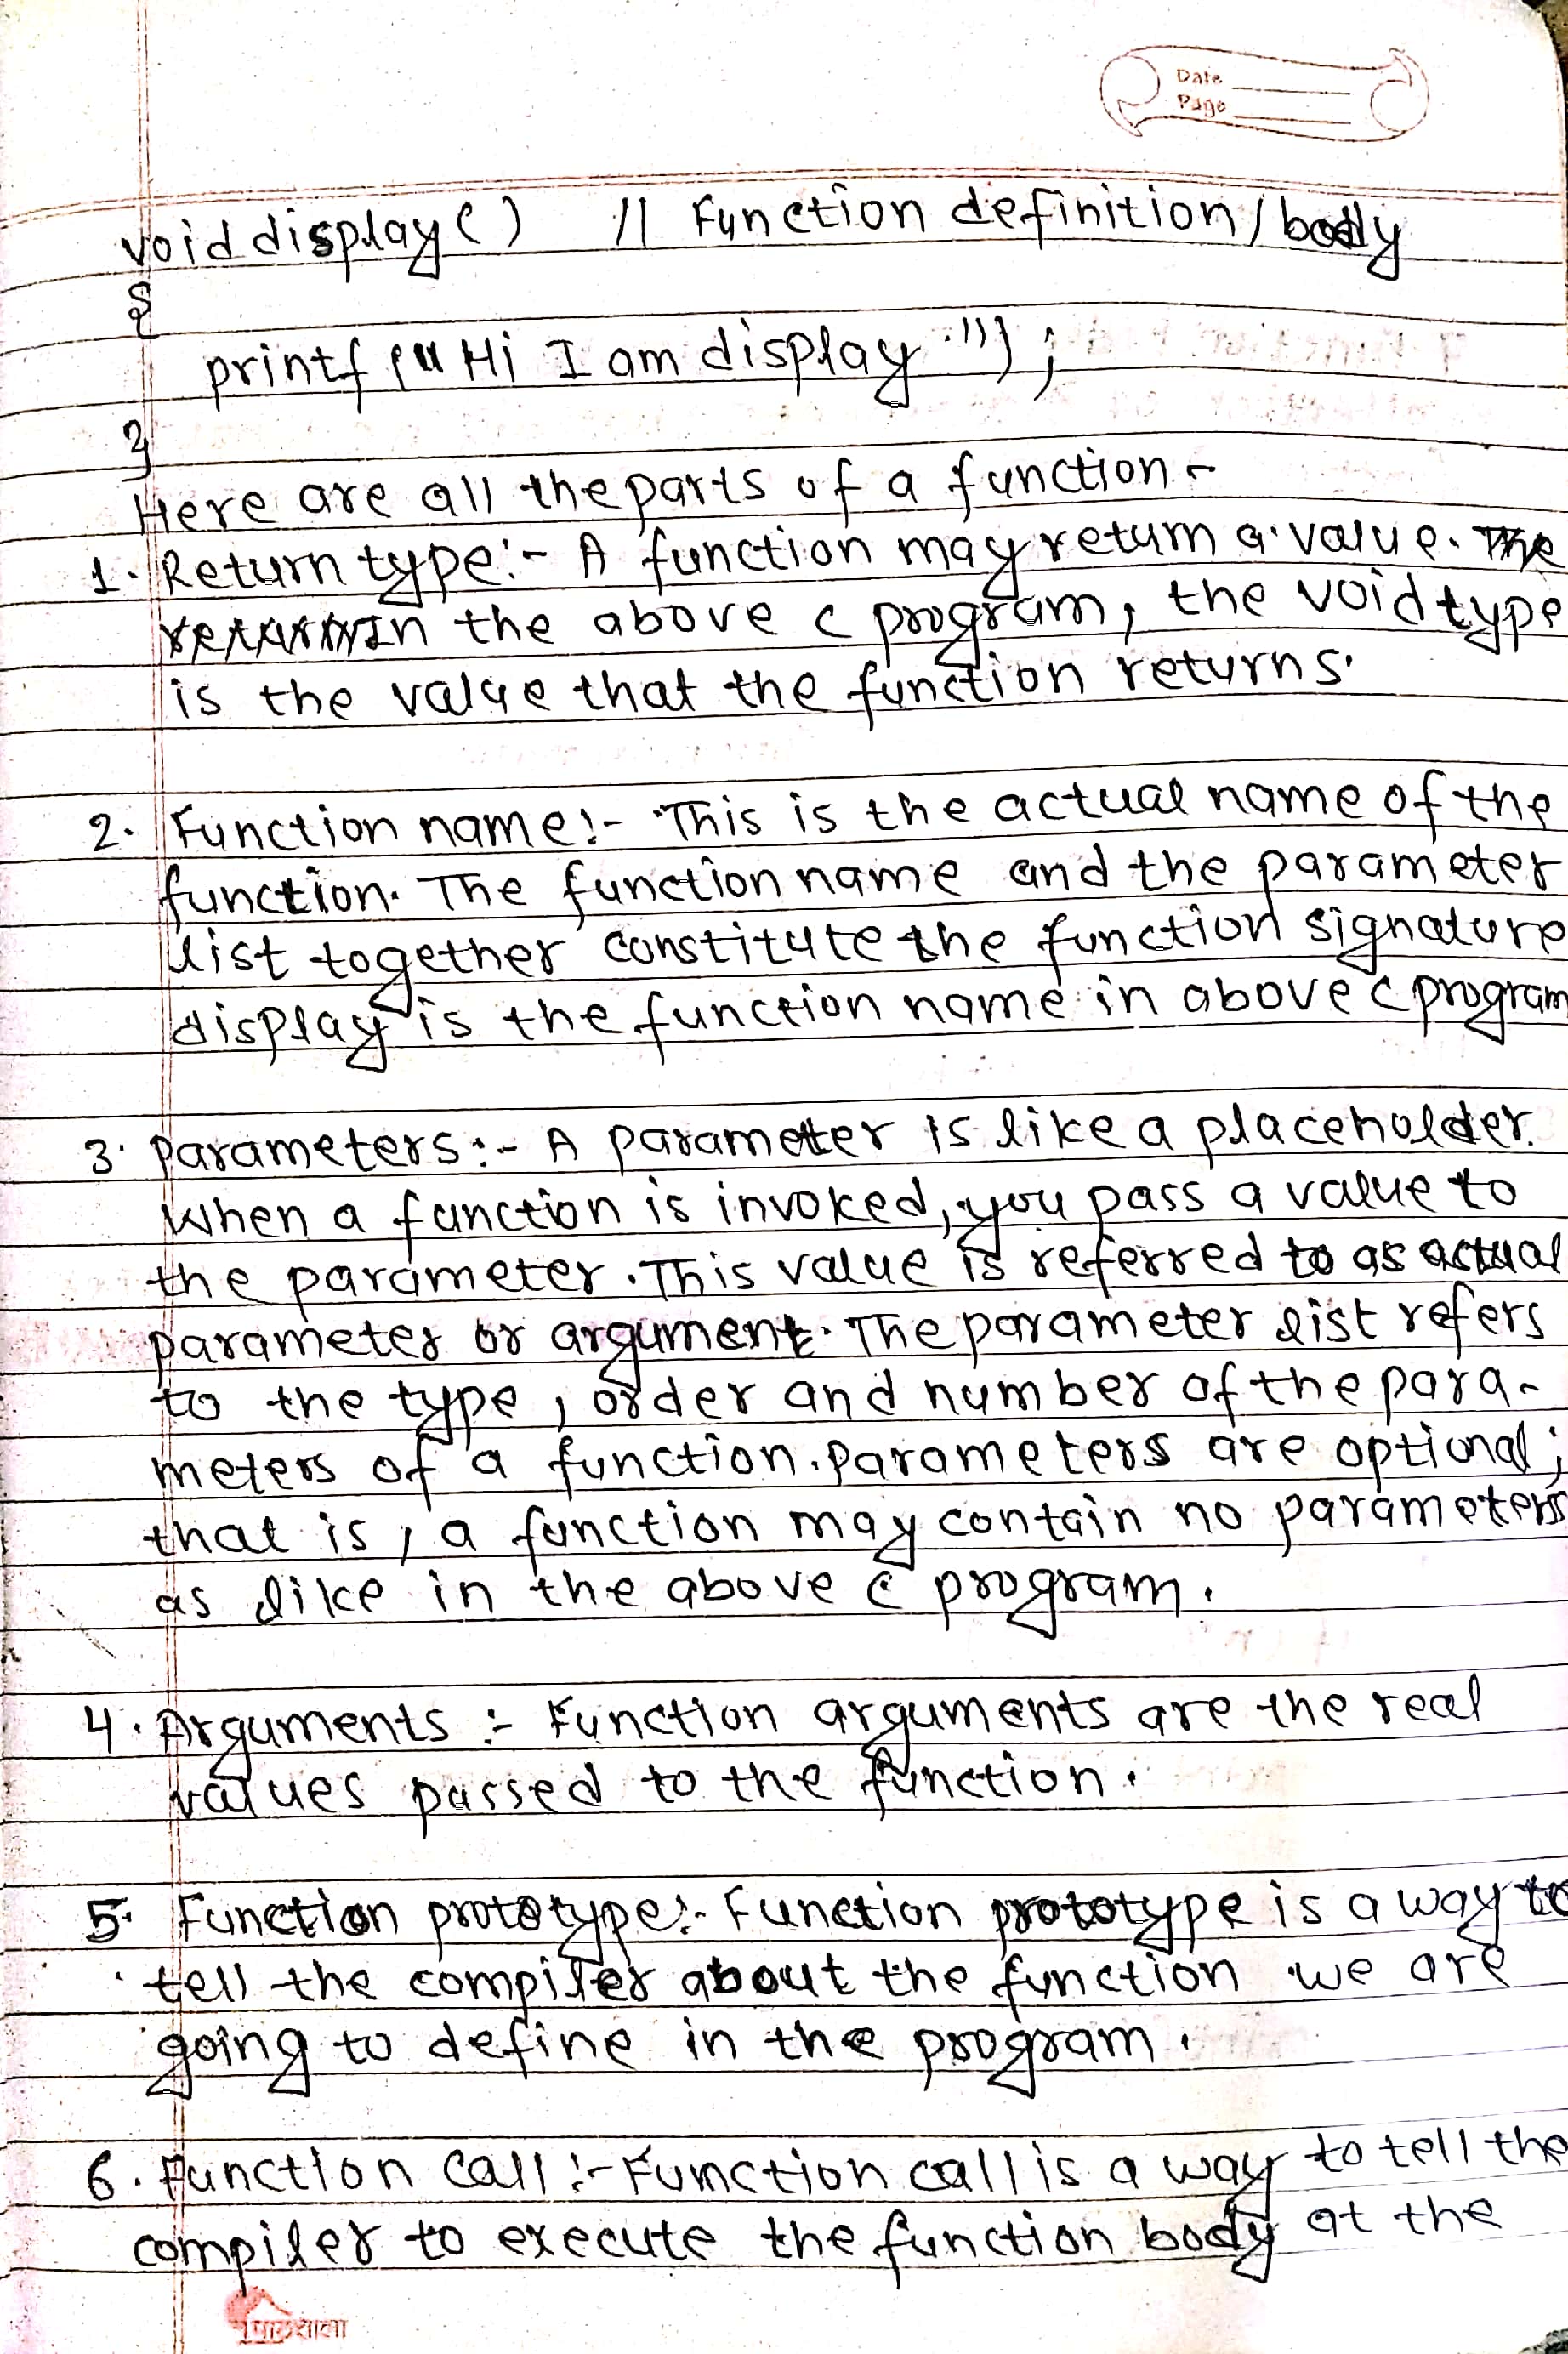 Date
Page
void display() // Function definition / body
{
printf ("Hi I am display.");
}
Here are all the parts of a function -
1. Return type:- A function may return a value. The
In the above c program, the void type
is the value that the function returns.
2. Function name:- This is the actual name of the
function. The function name and the parameter
list together constitute the function signature
display is the function name in above c program
3. parameters:- A parameter is like a placeholder.
When a function is invoked, you pass a value to
the parameter. This value is referred to as actual
parameter or argument. The parameter list refers
to the type, order and number of the para-
meters of a function. parameters are optional;
that is, a function may contain no parameters
as like in the above c program.
4. Arguments :- Function arguments are the real
values passed to the function.
5. Function prototype:- Function prototype is a way to
tell the compiler about the function we are
going to define in the program.
6. Function call:- Function call is a way to tell the
compiler to execute the function body at the
पाठशाला